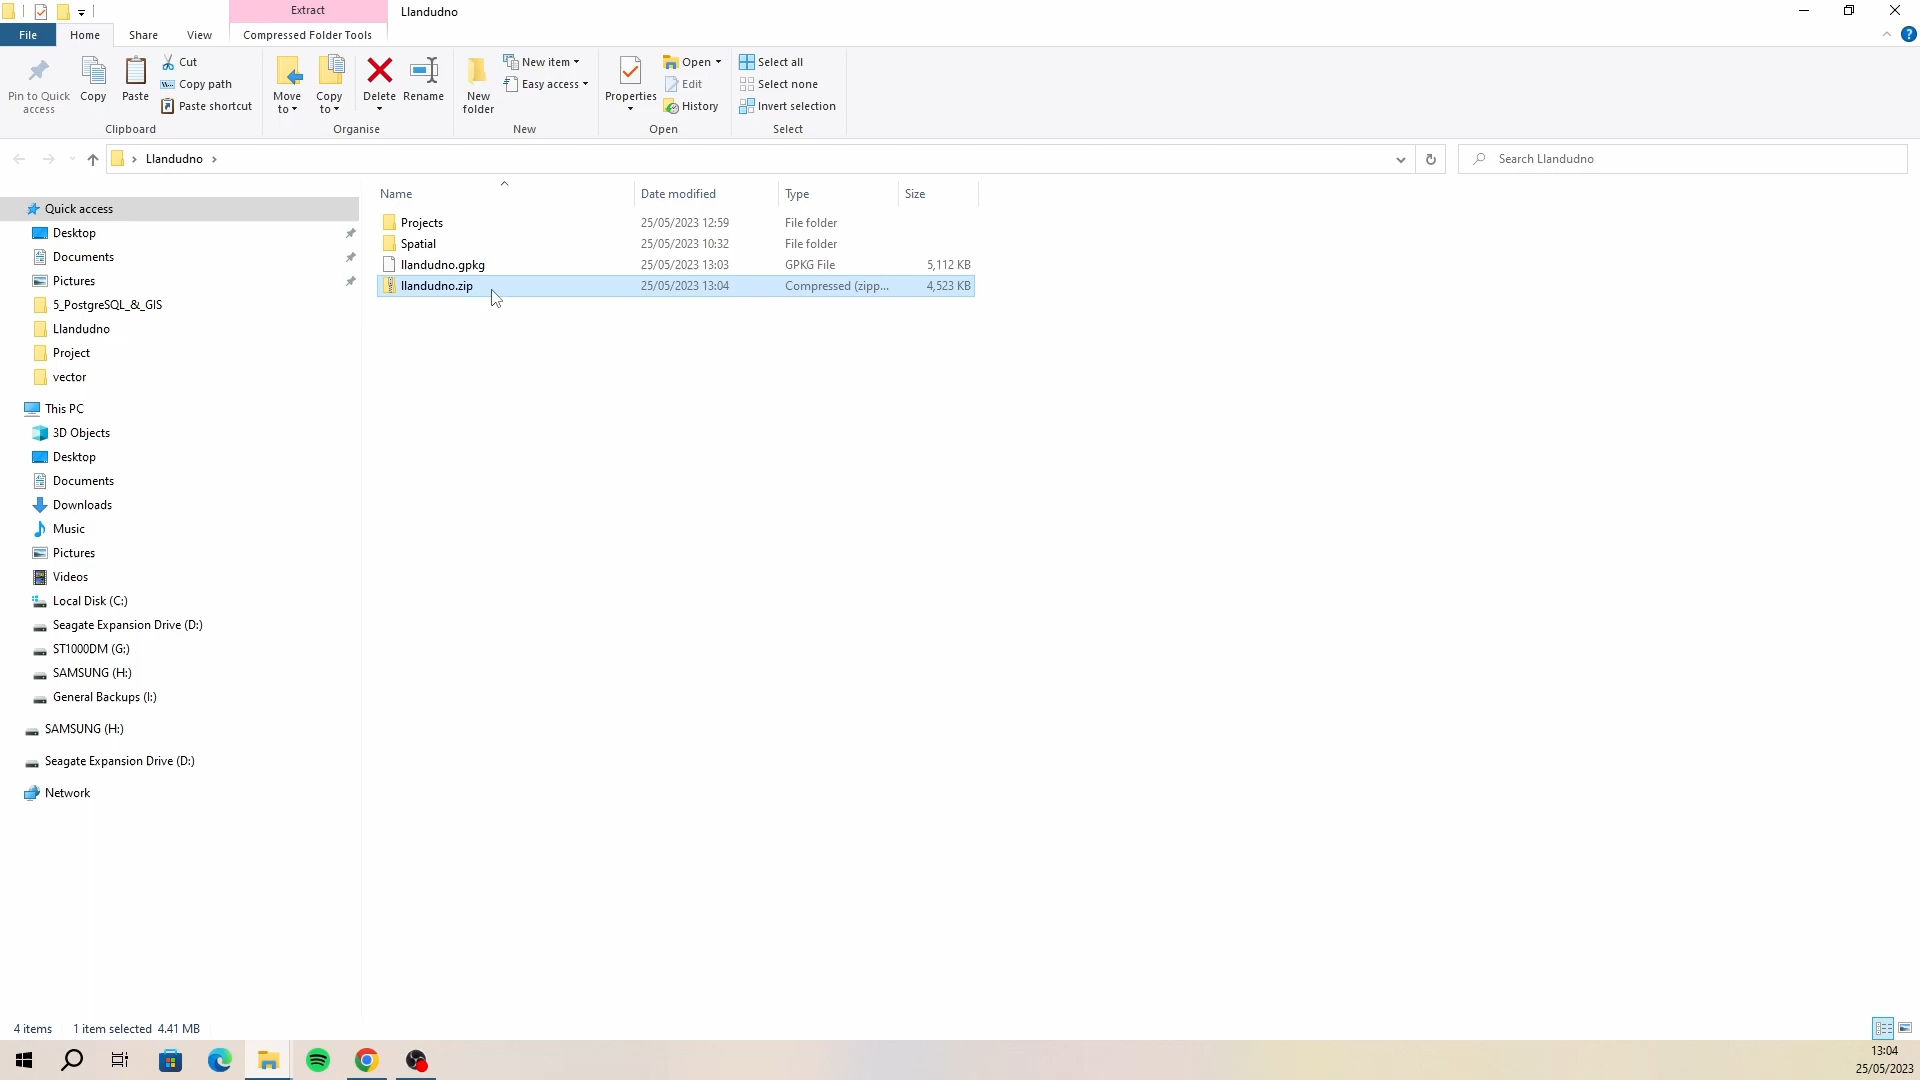 Extract
Llandudno
File Home Share View Compressed Folder Tools
Pin to Quick access
Copy
Paste
Cut
Copy path
Paste shortcut
Clipboard
Move to
Copy to
Delete
Rename
Organise
New folder
New item
Easy access
New
Properties
Open
Edit
History
Open
Select all
Select none
Invert selection
Select
Llandudno
Search Llandudno
Name Date modified Type Size
Projects 25/05/2023 12:59 File folder
Spatial 25/05/2023 10:32 File folder
llandudno.gpkg 25/05/2023 13:03 GPKG File 5,112 KB
llandudno.zip 25/05/2023 13:04 Compressed (zipp... 4,523 KB
Quick access
Desktop
Documents
Pictures
5_PostgreSQL_&_GIS
Llandudno
Project
vector
This PC
3D Objects
Desktop
Documents
Downloads
Music
Pictures
Videos
Local Disk (C:)
Seagate Expansion Drive (D:)
ST1000DM (G:)
SAMSUNG (H:)
General Backups (I:)
SAMSUNG (H:)
Seagate Expansion Drive (D:)
Network
4 items 1 item selected 4.41 MB
13:04
25/05/2023